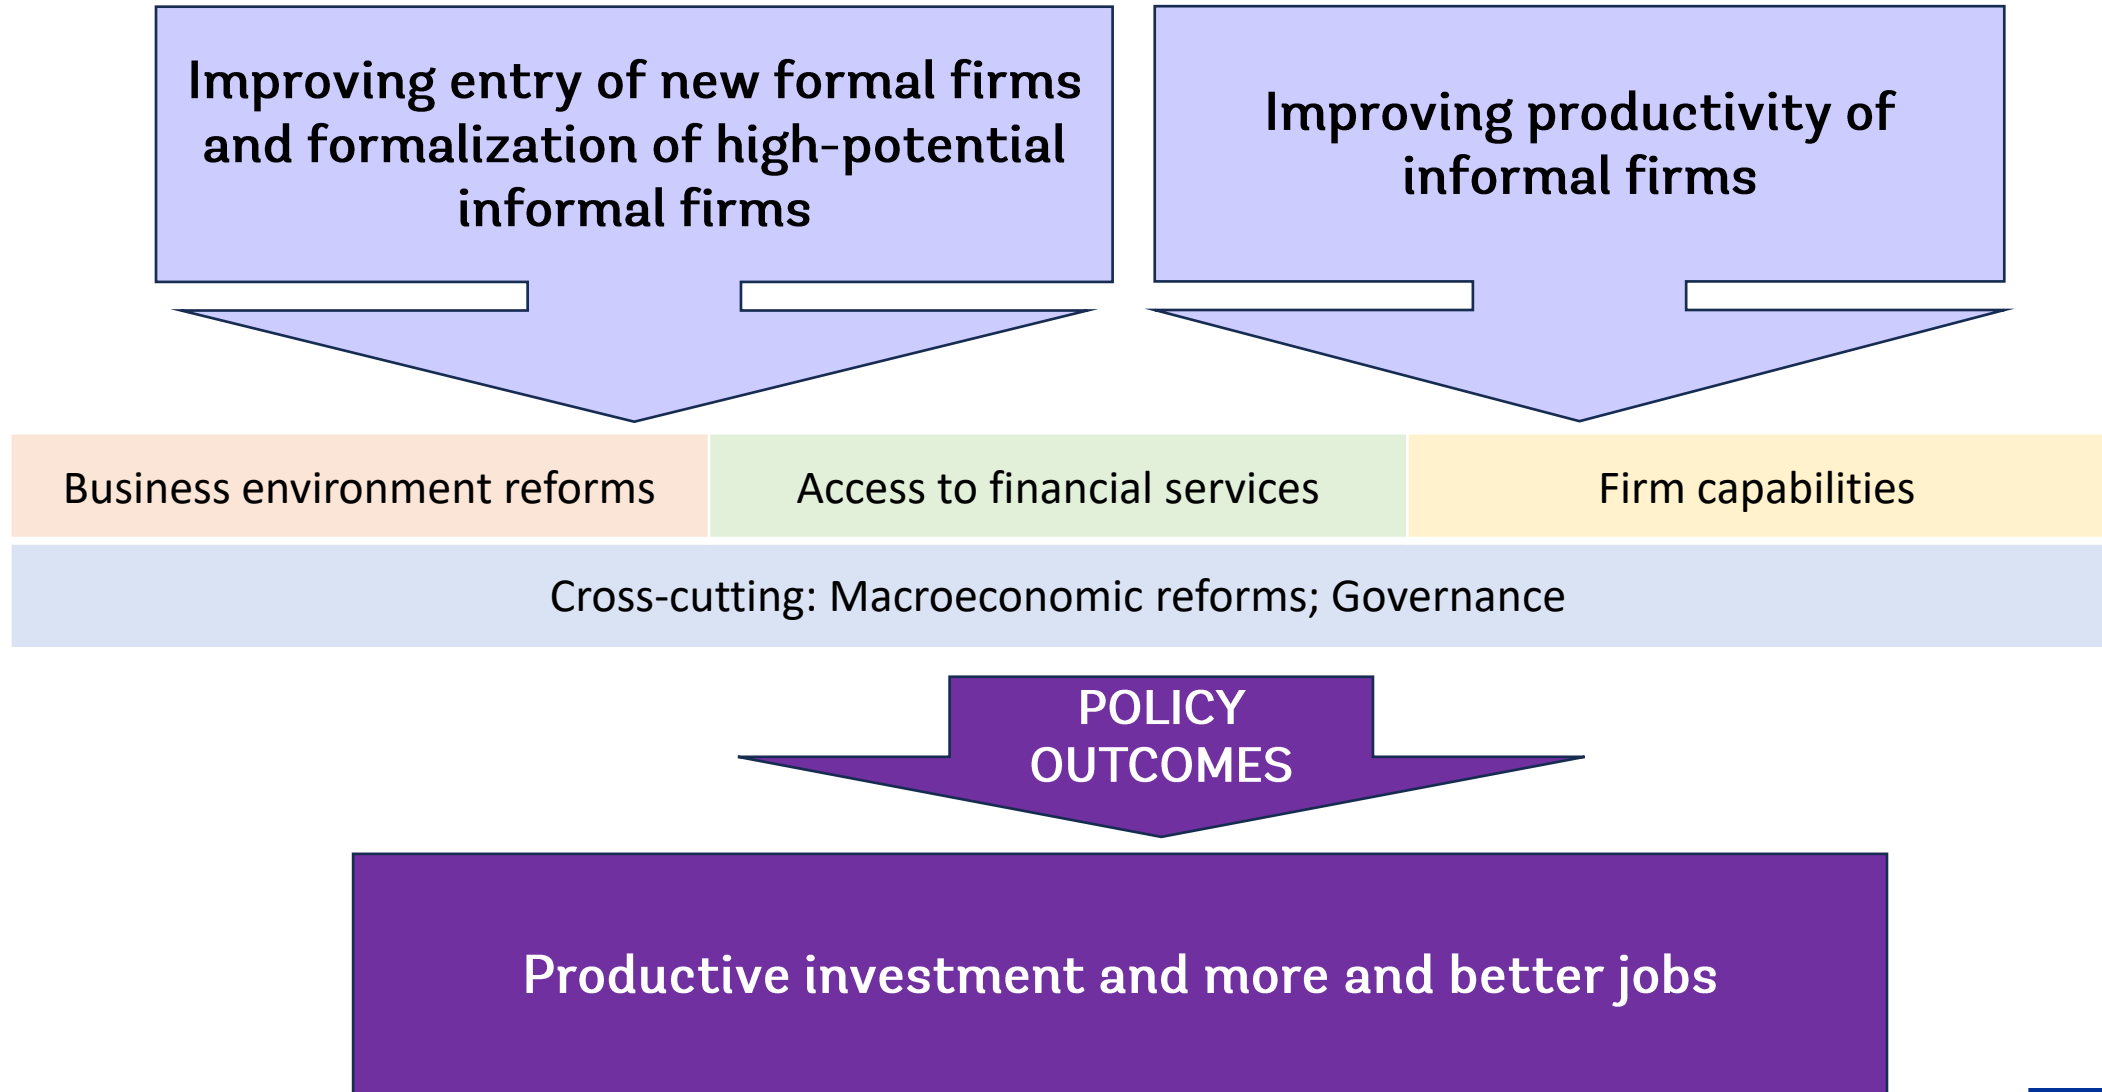 Improving entry of new formal firms
and formalization of high-potential
informal firms
Improving productivity of
informal firms
Business environment reforms
Access to financial services
Firm capabilities
Cross-cutting: Macroeconomic reforms; Governance
POLICY
OUTCOMES
Productive investment and more and better jobs